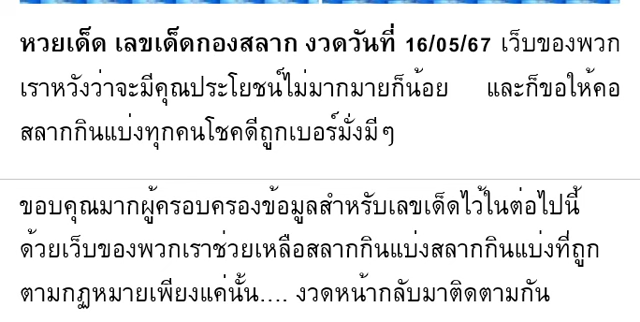 หวยเด็ด เลขเด็ดกองสลาก งวดวันที่ 16/05/67 เว็บของพวก
เราหวังว่าจะมีคุณประโยชน์ไม่มากมายก็น้อย และก็ขอให้คอ
สลากกินแบ่งทุกคนโชคดีถูกเบอร์มั่งมีๆ
ขอบคุณมากผู้ครอบครองข้อมูลสำหรับเลขเด็ดไว้ในต่อไปนี้
ด้วยเว็บของพวกเราช่วยเหลือสลากกินแบ่งสลากกินแบ่งที่ถูก
ตามกฏหมายเพียงแค่นั้น.... งวดหน้ากลับมาติดตามกัน